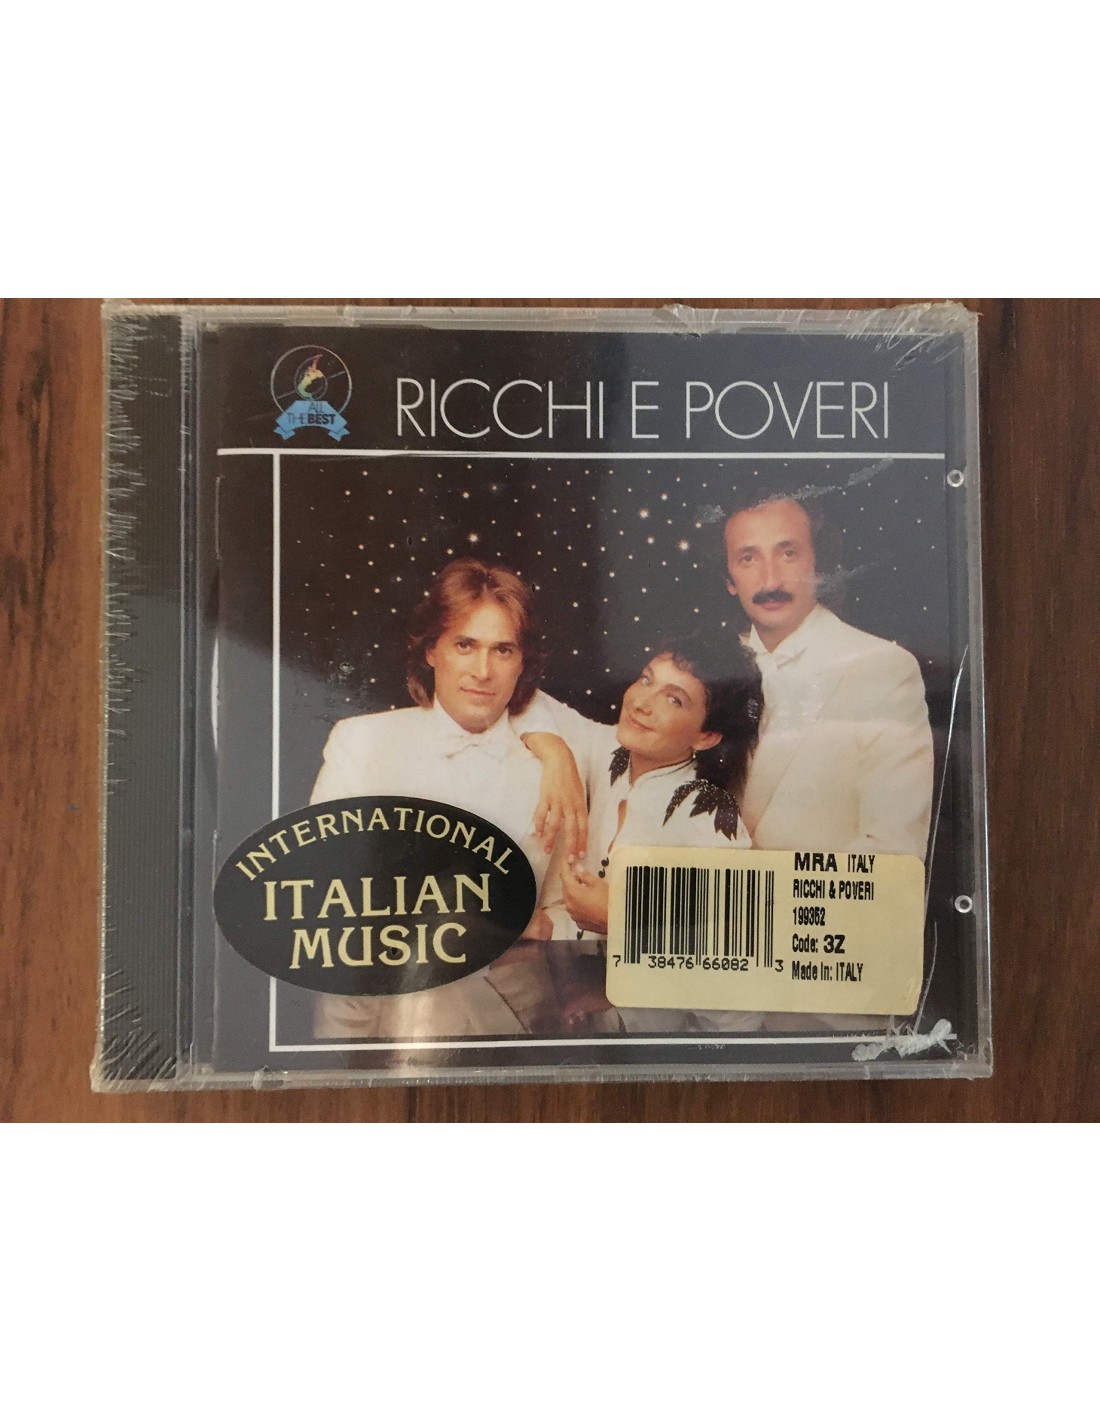 ALL
THE BEST
RICCHI E POVERI
INTERNATIONAL
ITALIAN
MUSIC
MRA ITALY
RICCHI & POVERI
199352
Code: 3Z
Made In: ITALY
7 38476 66082 3